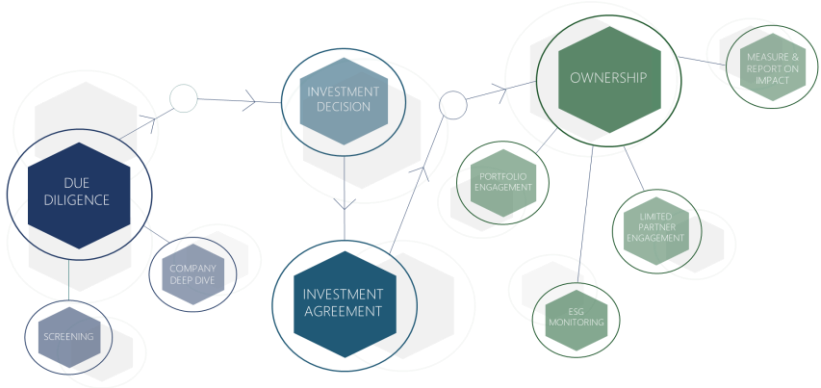 DUE
DILIGENCE
SCREENING
COMPANY
DEEP DIVE
INVESTMENT
DECISION
INVESTMENT
AGREEMENT
OWNERSHIP
PORTFOLIO
ENGAGEMENT
ESG
MONITORING
LIMITED
PARTNER
ENGAGEMENT
MEASURE &
REPORT ON
IMPACT